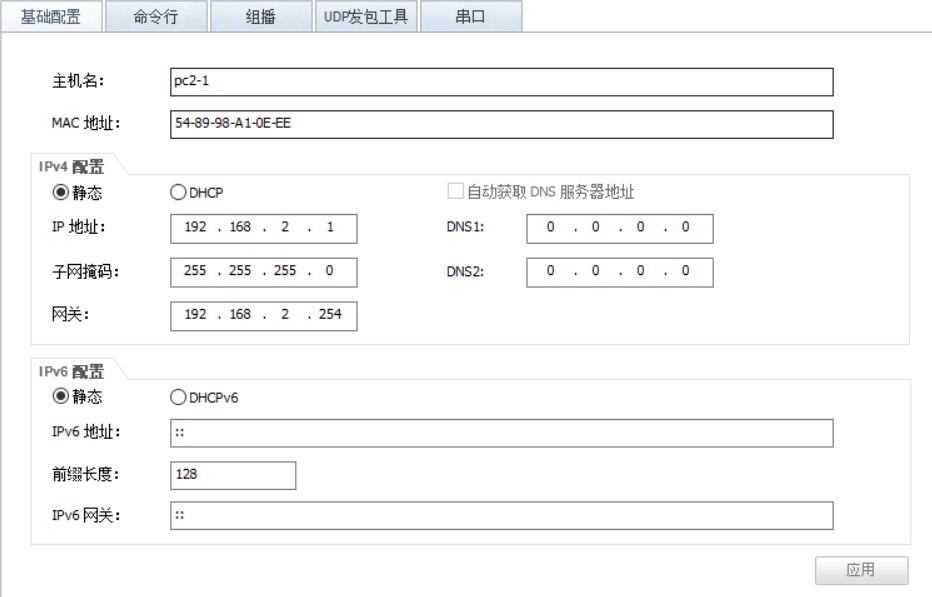 基础配置 命令行 组播 UDP发包工具 串口
主机名： pc2-1
MAC 地址： 54-89-98-A1-0E-EE
IPv4 配置
静态 DHCP 自动获取 DNS 服务器地址
IP 地址： 192 . 168 . 2 . 1 DNS1: 0 . 0 . 0 . 0
子网掩码： 255 . 255 . 255 . 0 DNS2: 0 . 0 . 0 . 0
网关： 192 . 168 . 2 . 254
IPv6 配置
静态 DHCPv6
IPv6 地址： ::
前缀长度： 128
IPv6 网关： ::
应用